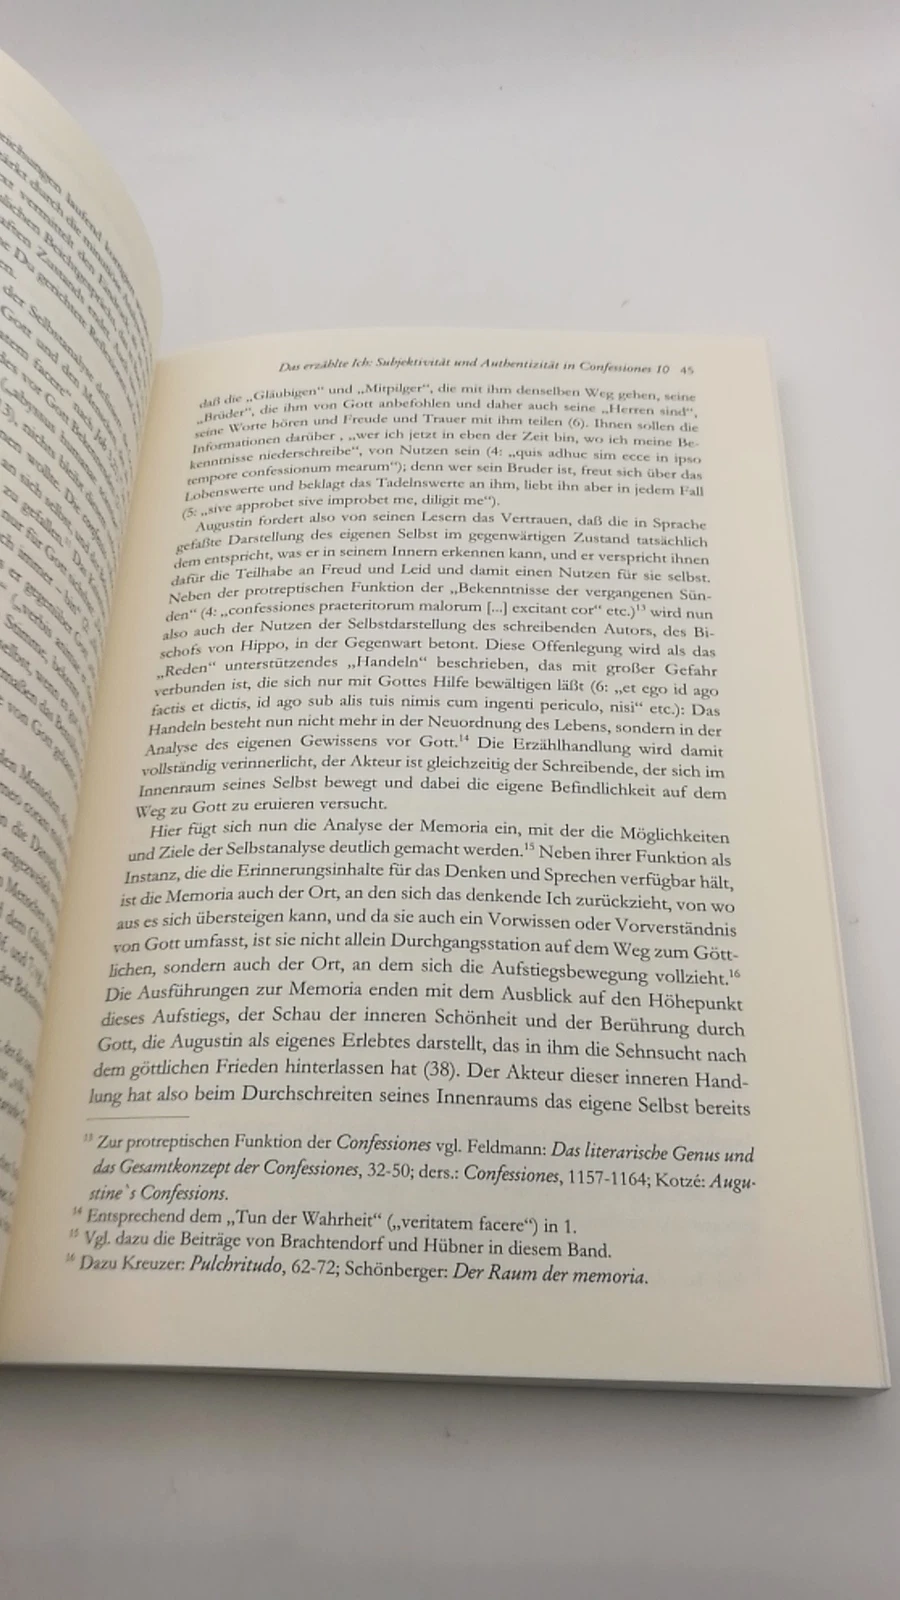 Das erzählte Ich: Subjektivität und Authentizität in Confessiones 10 45
daß die „Gläubigen“ und „Mitpilger“, die mit ihm denselben Weg gehen, seine
„Brüder“, die ihm von Gott anbefohlen und daher auch seine „Herren sind“,
seine Worte hören und Freude und Trauer mit ihm teilen (6). Ihnen sollen die
Informationen darüber , „wer ich jetzt in eben der Zeit bin, wo ich meine Be-
kenntnisse niederschreibe“, von Nutzen sein (4: „quis adhuc sim ecce in ipso
tempore confessionum mearum“); denn wer sein Bruder ist, freut sich über das
Lobenswerte und beklagt das Tadelnswerte an ihm, liebt ihn aber in jedem Fall
(5: „sive approbet sive improbet me, diligit me“).
Augustin fordert also von seinen Lesern das Vertrauen, daß die in Sprache
gefaßte Darstellung des eigenen Selbst im gegenwärtigen Zustand tatsächlich
dem entspricht, was er in seinem Innern erkennen kann, und er verspricht ihnen
dafür die Teilhabe an Freud und Leid und damit einen Nutzen für sie selbst.
Neben der protreptischen Funktion der „Bekenntnisse der vergangenen Sün-
den“ (4: „confessiones praeteritorum malorum [...] excitant cor“ etc.)¹³ wird nun
also auch der Nutzen der Selbstdarstellung des schreibenden Autors, des Bi-
schofs von Hippo, in der Gegenwart betont. Diese Offenlegung wird als das
„Reden“ unterstützendes „Handeln“ beschrieben, das mit großer Gefahr
verbunden ist, die sich nur mit Gottes Hilfe bewältigen läßt (6: „et ego id ago
factis et dictis, id ago sub alis tuis nimis cum ingenti periculo, nisi“ etc.): Das
Handeln besteht nun nicht mehr in der Neuordnung des Lebens, sondern in der
Analyse des eigenen Gewissens vor Gott.¹⁴ Die Erzählhandlung wird damit
vollständig verinnerlicht, der Akteur ist gleichzeitig der Schreibende, der sich im
Innenraum seines Selbst bewegt und dabei die eigene Befindlichkeit auf dem
Weg zu Gott zu eruieren versucht.
Hier fügt sich nun die Analyse der Memoria ein, mit der die Möglichkeiten
und Ziele der Selbstanalyse deutlich gemacht werden.¹⁵ Neben ihrer Funktion als
Instanz, die die Erinnerungsinhalte für das Denken und Sprechen verfügbar hält,
ist die Memoria auch der Ort, an den sich das denkende Ich zurückzieht, von wo
aus es sich übersteigen kann, und da sie auch ein Vorwissen oder Vorverständnis
von Gott umfasst, ist sie nicht allein Durchgangsstation auf dem Weg zum Gött-
lichen, sondern auch der Ort, an dem sich die Aufstiegsbewegung vollzieht.¹⁶
Die Ausführungen zur Memoria enden mit dem Ausblick auf den Höhepunkt
dieses Aufstiegs, der Schau der inneren Schönheit und der Berührung durch
Gott, die Augustin als eigenes Erlebtes darstellt, das in ihm die Sehnsucht nach
dem göttlichen Frieden hinterlassen hat (38). Der Akteur dieser inneren Hand-
lung hat also beim Durchschreiten seines Innenraums das eigene Selbst bereits
¹³ Zur protreptischen Funktion der Confessiones vgl. Feldmann: Das literarische Genus und
das Gesamtkonzept der Confessiones, 32-50; ders.: Confessiones, 1157-1164; Kotzé: Augu-
stine`s Confessions.
¹⁴ Entsprechend dem „Tun der Wahrheit“ („veritatem facere“) in 1.
¹⁵ Vgl. dazu die Beiträge von Brachtendorf und Hübner in diesem Band.
¹⁶ Dazu Kreuzer: Pulchritudo, 62-72; Schönberger: Der Raum der memoria.